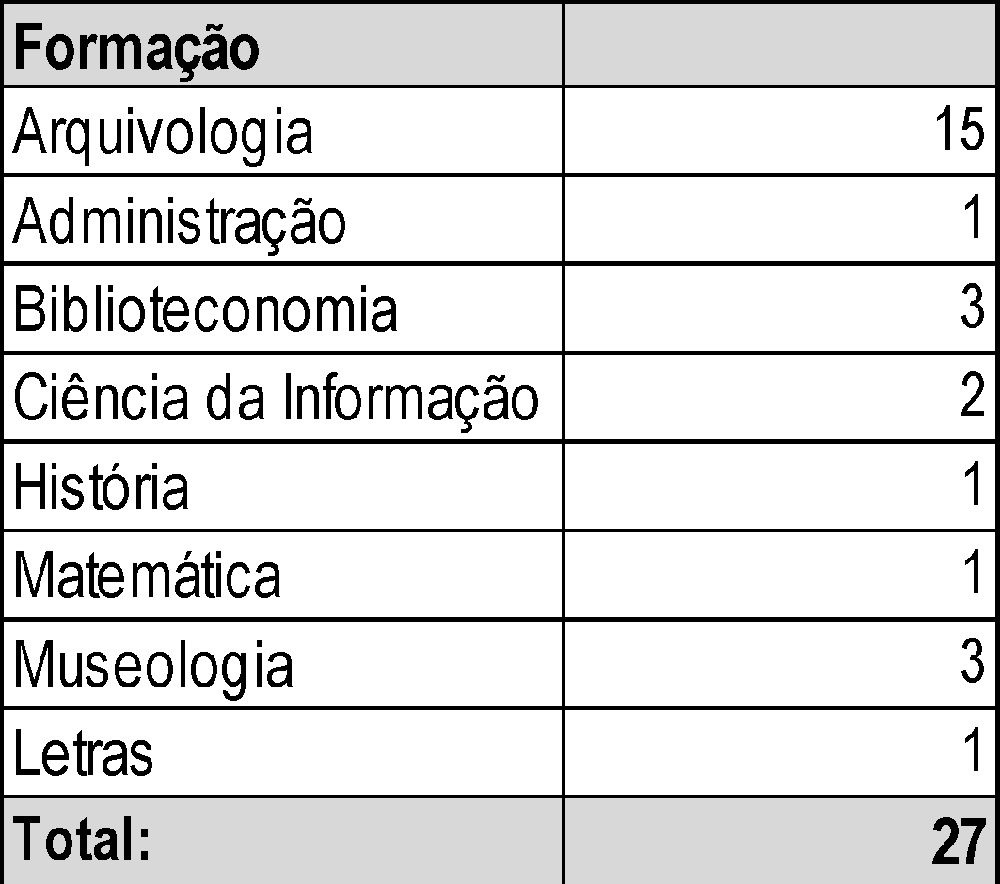 Formação
Arquivologia 15
Administração 1
Biblioteconomia 3
Ciência da Informação 2
História 1
Matemática 1
Museologia 3
Letras 1
Total: 27